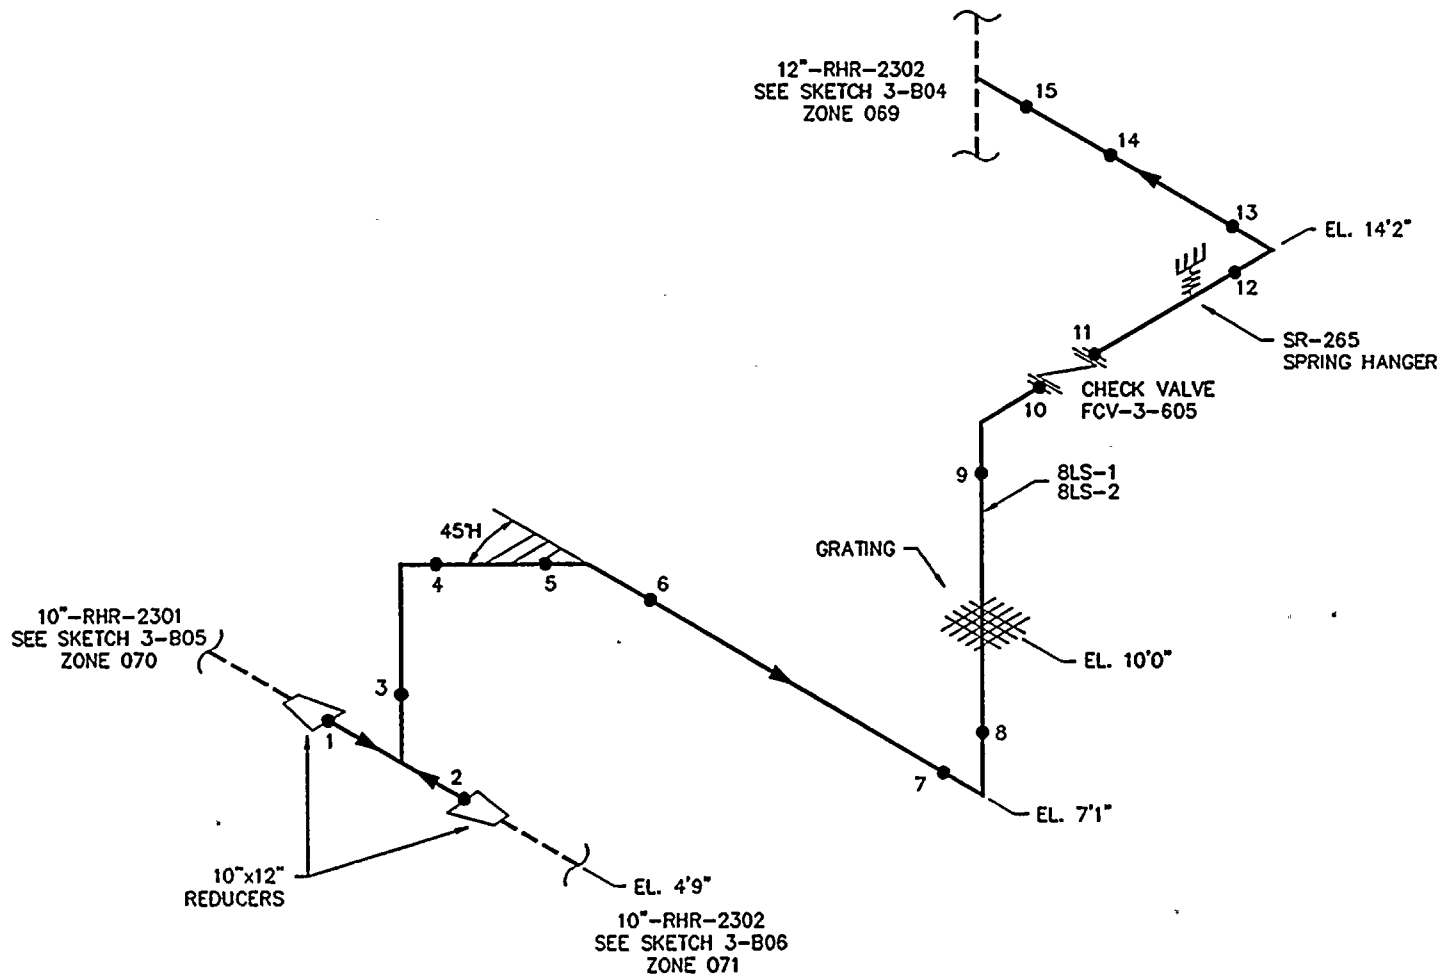 12"-RHR-2302
SEE SKETCH 3-B04
ZONE 069
15
14
13
EL. 14'2"
12
11
SR-265
SPRING HANGER
CHECK VALVE
FCV-3-605
10
9
8LS-1
8LS-2
GRATING
45°H
4
5
6
10"-RHR-2301
SEE SKETCH 3-B05
ZONE 070
EL. 10'0"
3
1
8
2
7
EL. 7'1"
10"x12"
REDUCERS
EL. 4'9"
10"-RHR-2302
SEE SKETCH 3-B06
ZONE 071